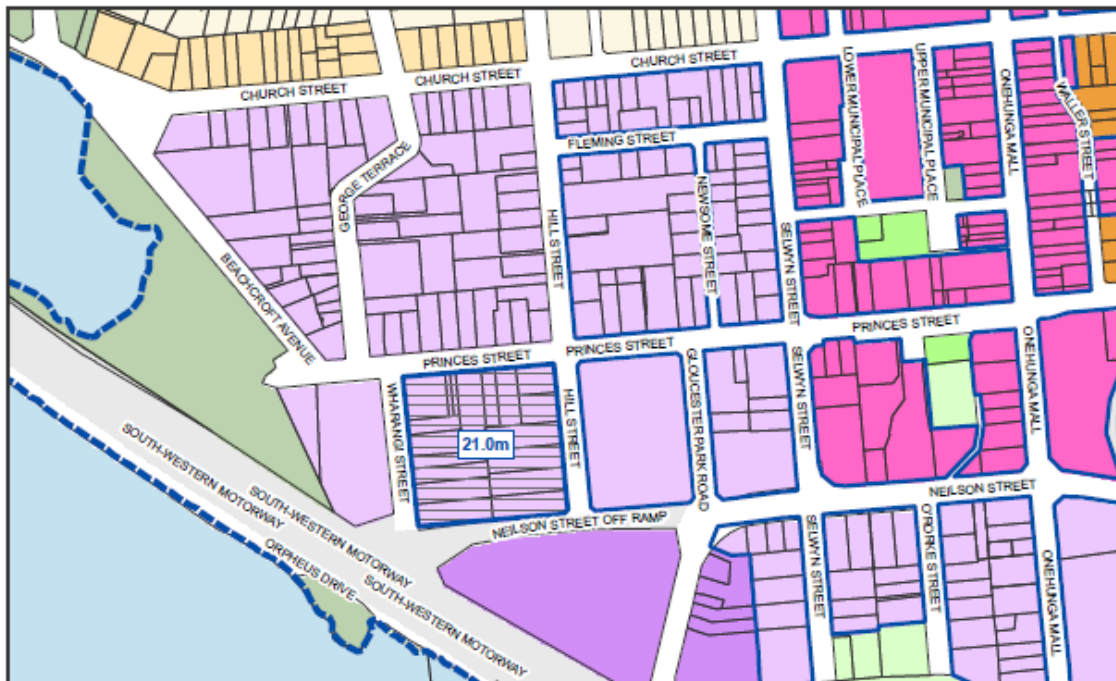 CHURCH STREET
CHURCH STREET
CHURCH STREET
LOWER MUNICIPAL PLACE
UPPER MUNICIPAL PLACE
ONEHUNGA MALL
WALLER STREET
FLEMING STREET
GEORGE TERRACE
HILL STREET
NEWSOME STREET
SELWYN STREET
BEACHCROFT AVENUE
PRINCES STREET
PRINCES STREET
PRINCES STREET
WHARANGI STREET
HILL STREET
GLOUCESTER PARK ROAD
SELWYN STREET
ONEHUNGA MALL
21.0m
SOUTH-WESTERN MOTORWAY
SOUTH-WESTERN MOTORWAY
NEILSON STREET OFF RAMP
NEILSON STREET
ORPHEUS DRIVE
SOUTH-WESTERN MOTORWAY
SELWYN STREET
O'RORKE STREET
ONEHUNGA MALL